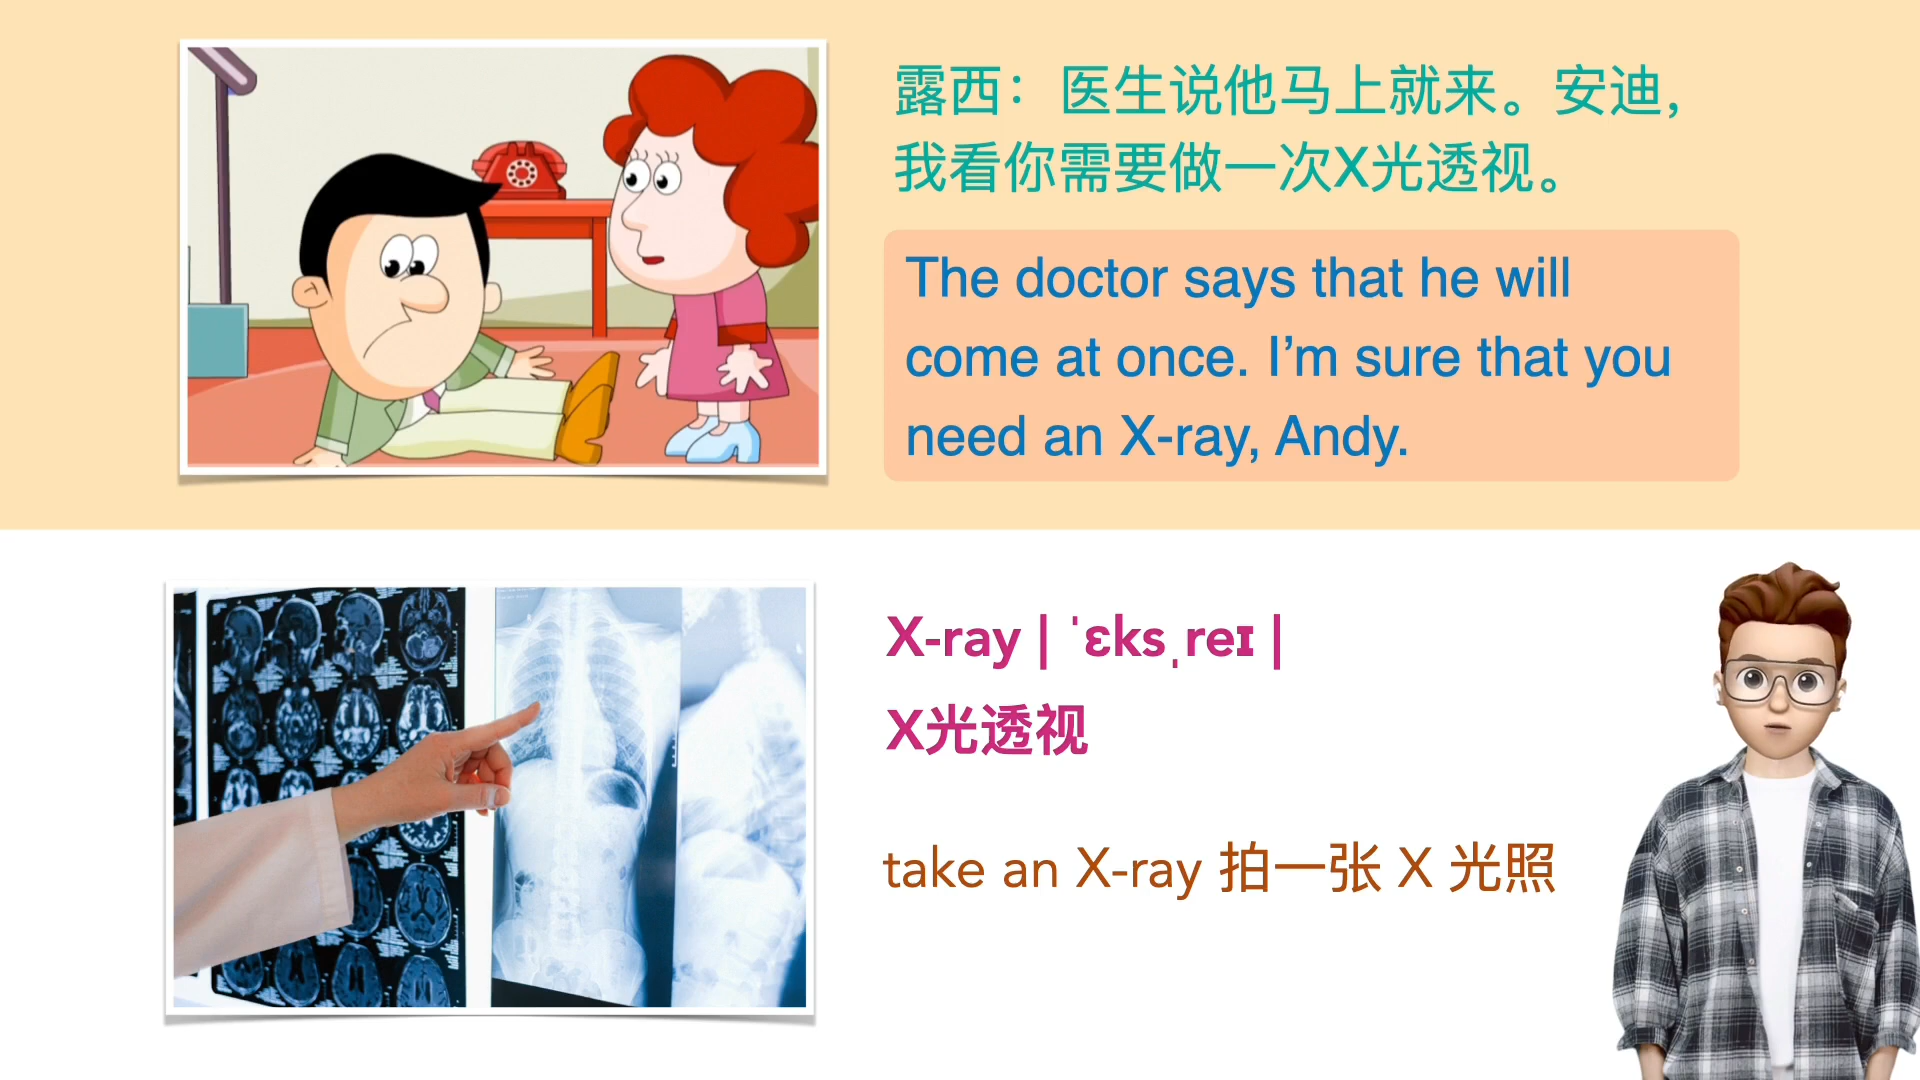 露西：医生说他马上就来。安迪，
我看你需要做一次X光透视。
The doctor says that he will
come at once. I’m sure that you
need an X-ray, Andy.
X-ray | ˈɛksˌreɪ |
X光透视
take an X-ray 拍一张 X 光照